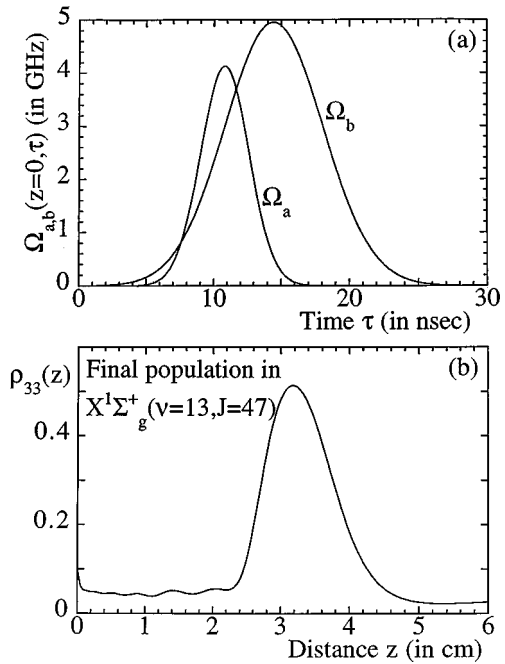 (a)
5
4
3
2
1
0
Ω_{a,b}(z=0,τ) (in GHz)
Ω_b
Ω_a
0 10 20 30
Time τ (in nsec)
(b)
ρ_{33}(z)
Final population in
X^1Σ^+_g(ν=13,J=47)
0.4
0.2
0
0 1 2 3 4 5 6
Distance z (in cm)